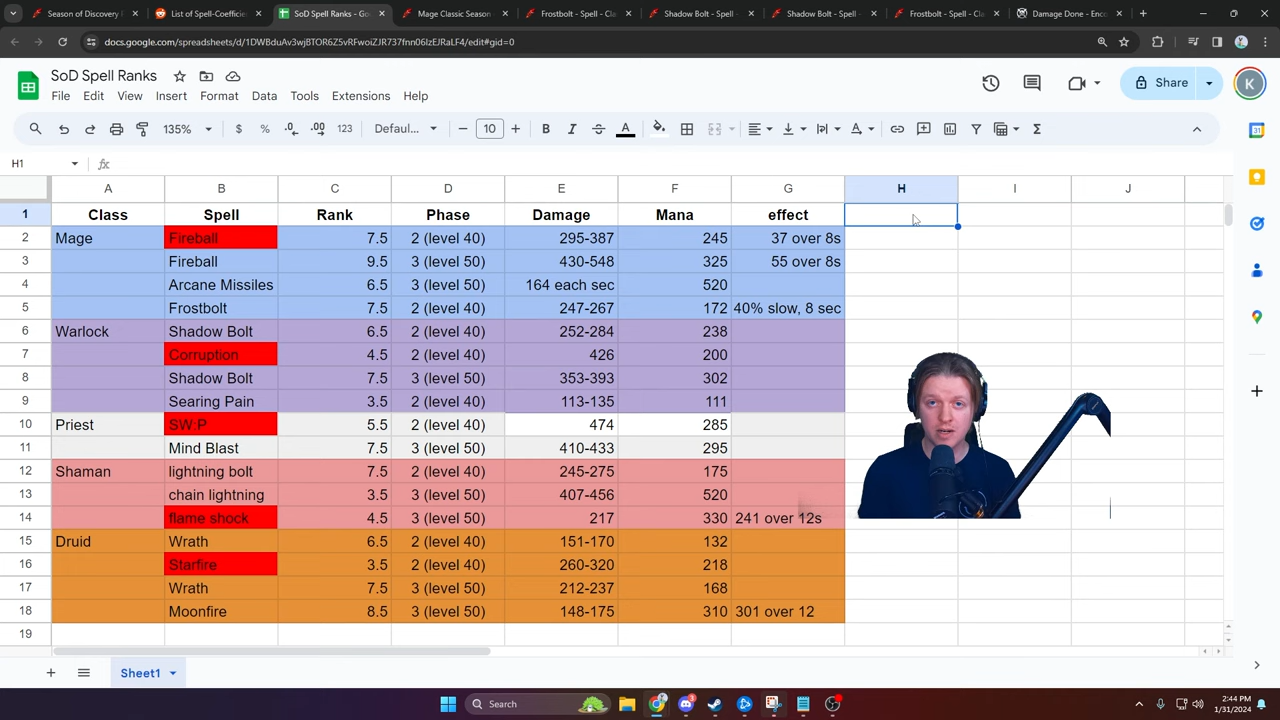 Season of Discovery
List of Spell-Coefficie
SoD Spell Ranks - Go
Mage Classic Season
Frostbolt - Spell - Cla
Shadow Bolt - Spell -
Shadow Bolt - Spell -
Frostbolt - Spell - Cla
Damage Done - Enco
docs.google.com/spreadsheets/d/1DWBduAv3wjBTOR6Z5vRFwoiZJR737fnn06IzEJRaLF4/edit#gid=0
SoD Spell Ranks
File Edit View Insert Format Data Tools Extensions Help
Share
K
135% $ % .0 .00 123 Defaul... 10 B I S A
H1 fx
A B C D E F G H I J
1 Class Spell Rank Phase Damage Mana effect
2 Mage Fireball 7.5 2 (level 40) 295-387 245 37 over 8s
3 Fireball 9.5 3 (level 50) 430-548 325 55 over 8s
4 Arcane Missiles 6.5 3 (level 50) 164 each sec 520
5 Frostbolt 7.5 2 (level 40) 247-267 172 40% slow, 8 sec
6 Warlock Shadow Bolt 6.5 2 (level 40) 252-284 238
7 Corruption 4.5 2 (level 40) 426 200
8 Shadow Bolt 7.5 3 (level 50) 353-393 302
9 Searing Pain 3.5 2 (level 40) 113-135 111
10 Priest SW:P 5.5 2 (level 40) 474 285
11 Mind Blast 7.5 3 (level 50) 410-433 295
12 Shaman lightning bolt 7.5 2 (level 40) 245-275 175
13 chain lightning 3.5 3 (level 50) 407-456 520
14 flame shock 4.5 3 (level 50) 217 330 241 over 12s
15 Druid Wrath 6.5 2 (level 40) 151-170 132
16 Starfire 3.5 2 (level 40) 260-320 218
17 Wrath 7.5 3 (level 50) 212-237 168
18 Moonfire 8.5 3 (level 50) 148-175 310 301 over 12
19
Sheet1
Search
2:44 PM
1/31/2024